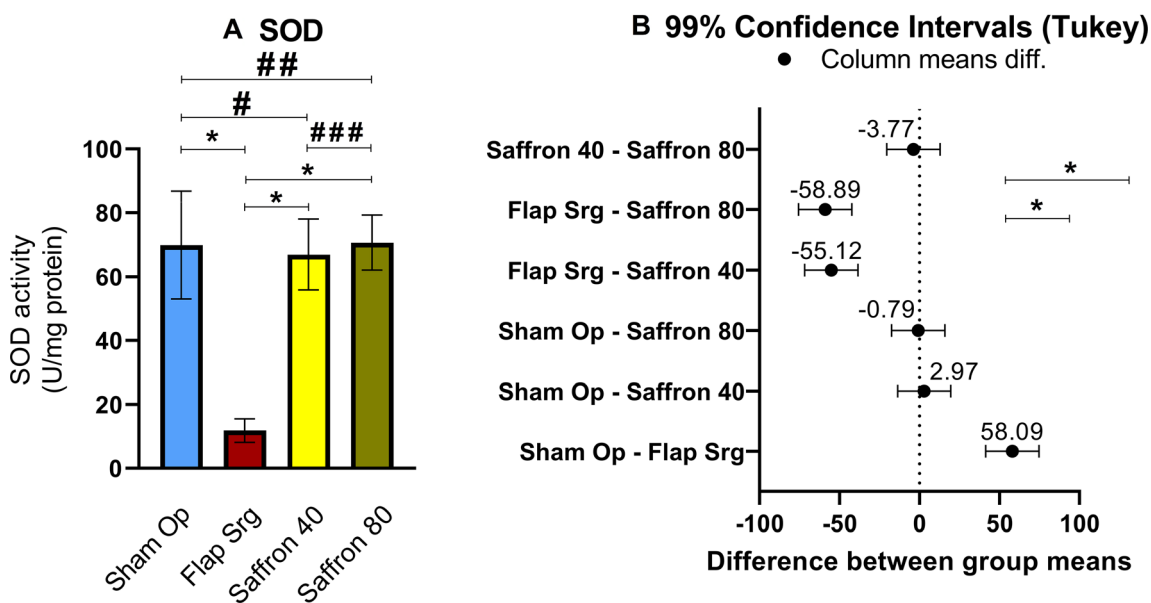 A SOD
##
#
*
###
*
*
100
80
60
40
20
0
SOD activity
(U/mg protein)
Sham Op
Flap Srg
Saffron 40
Saffron 80
B 99% Confidence Intervals (Tukey)
Column means diff.
Saffron 40 - Saffron 80
-3.77
*
Flap Srg - Saffron 80
-58.89
*
Flap Srg - Saffron 40
-55.12
Sham Op - Saffron 80
-0.79
Sham Op - Saffron 40
2.97
Sham Op - Flap Srg
58.09
-100 -50 0 50 100
Difference between group means